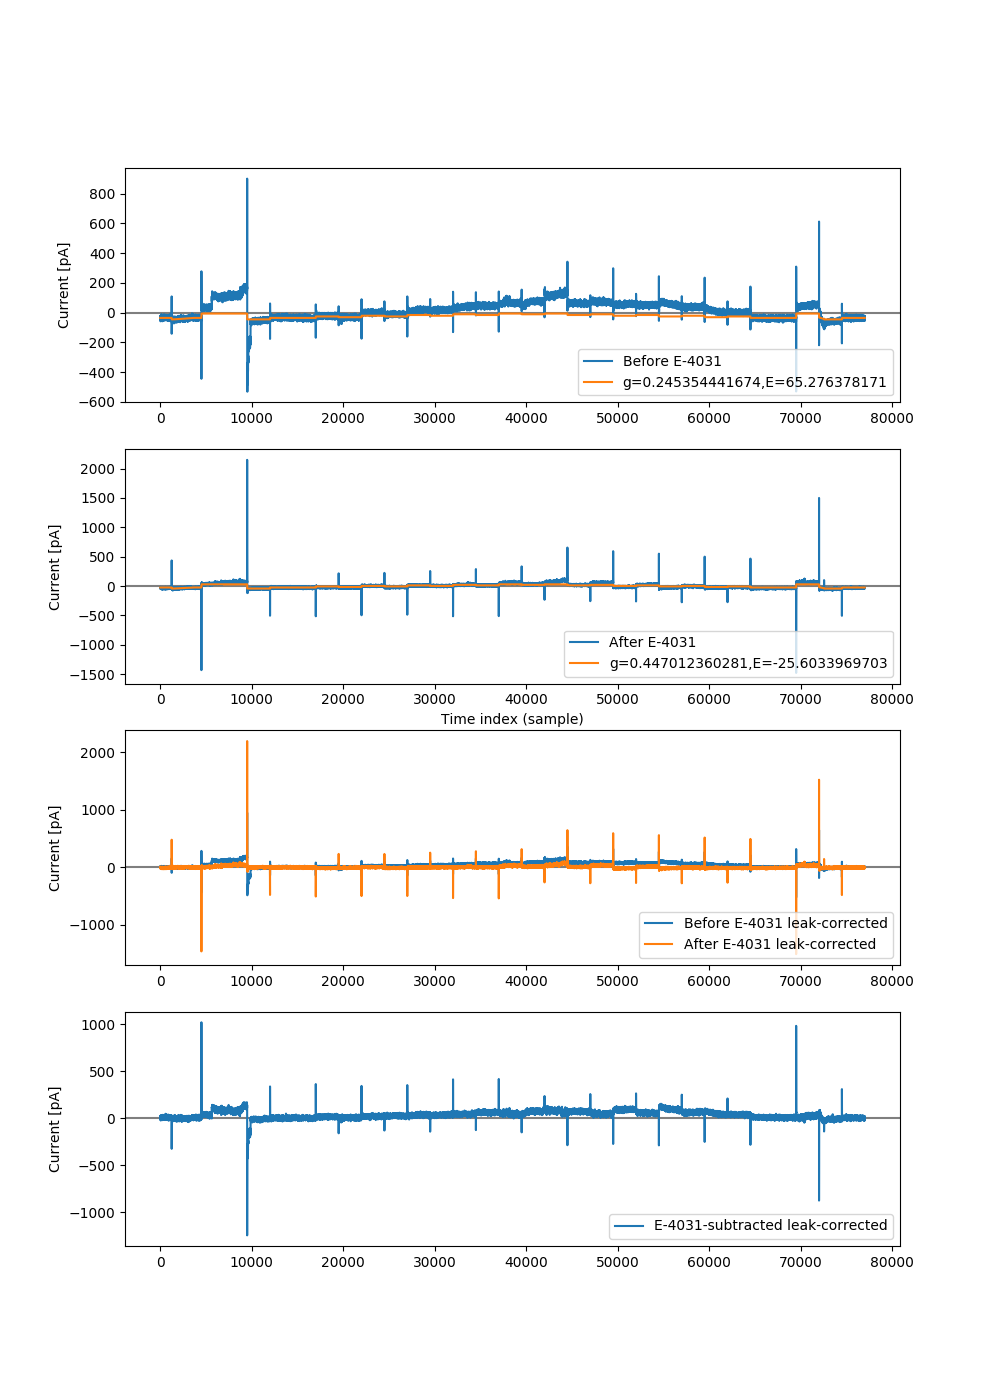 800
600
400
200
0
−200
−400
−600
Current [pA]
Before E-4031
g=0.245354441674,E=65.276378171
0 10000 20000 30000 40000 50000 60000 70000 80000
2000
1500
1000
500
0
−500
−1000
−1500
Current [pA]
After E-4031
g=0.447012360281,E=-25.6033969703
0 10000 20000 30000 40000 50000 60000 70000 80000
Time index (sample)
2000
1000
0
−1000
Current [pA]
Before E-4031 leak-corrected
After E-4031 leak-corrected
0 10000 20000 30000 40000 50000 60000 70000 80000
1000
500
0
−500
−1000
Current [pA]
E-4031-subtracted leak-corrected
0 10000 20000 30000 40000 50000 60000 70000 80000